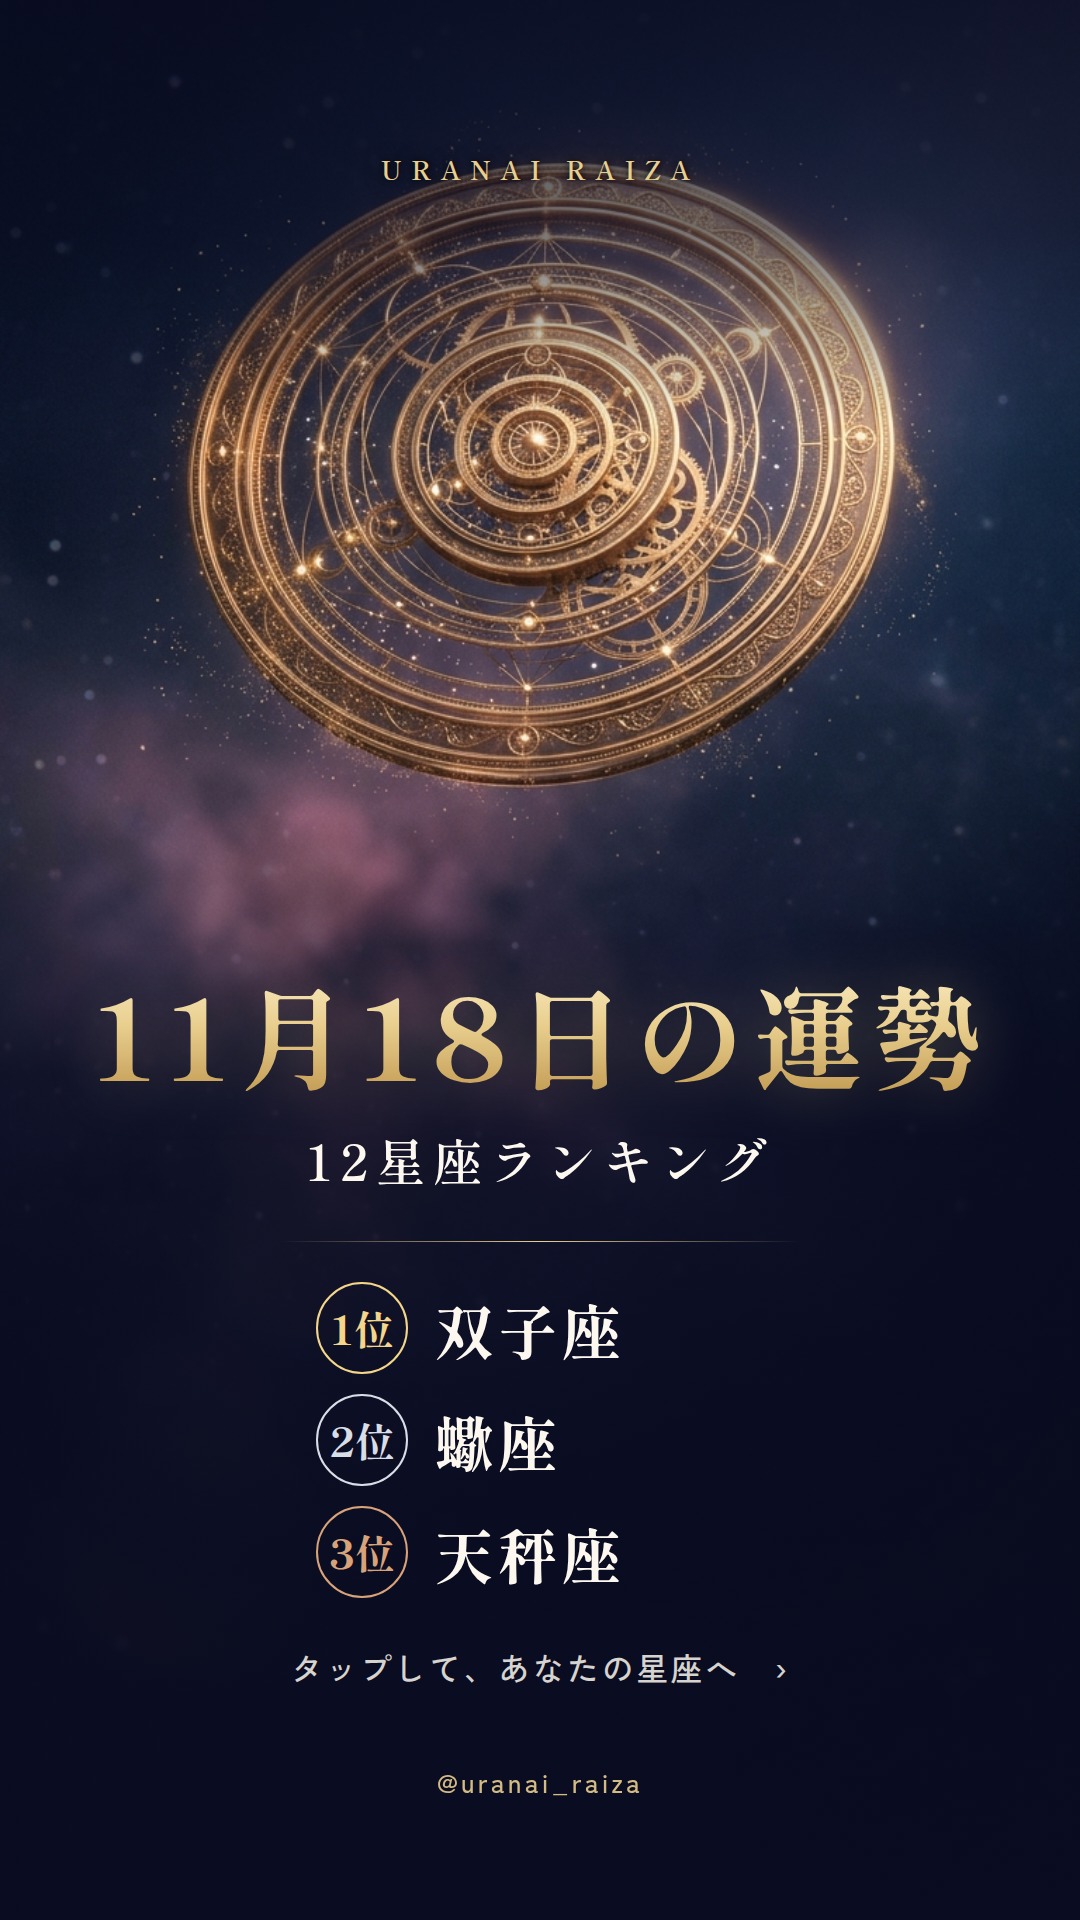 URANAI RAIZA
11月18日の運勢
12星座ランキング
1位 双子座
2位 蠍座
3位 天秤座
タップして、あなたの星座へ ›
@uranai_raiza